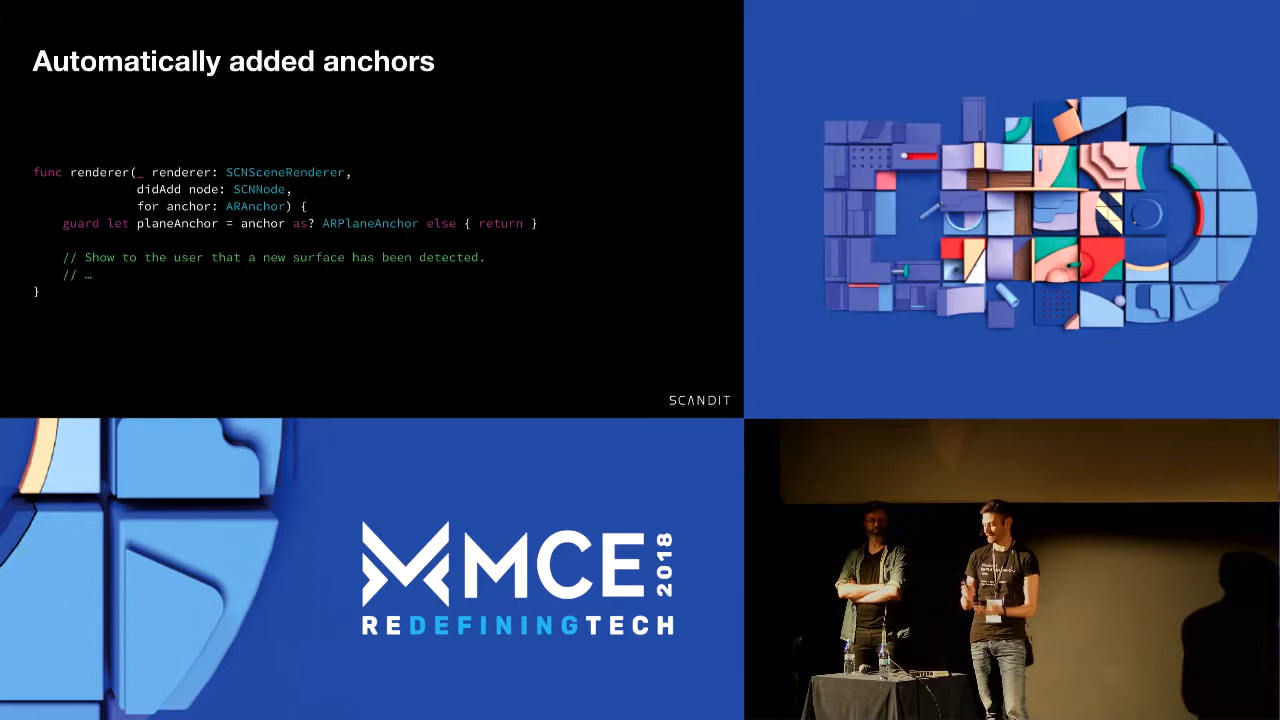 Automatically added anchors
func renderer(_ renderer: SCNSceneRenderer,
didAdd node: SCNNode,
for anchor: ARAnchor) {
guard let planeAnchor = anchor as? ARPlaneAnchor else { return }
// Show to the user that a new surface has been detected.
// …
}
SCANDIT
MCE 2018
REDEFININGTECH